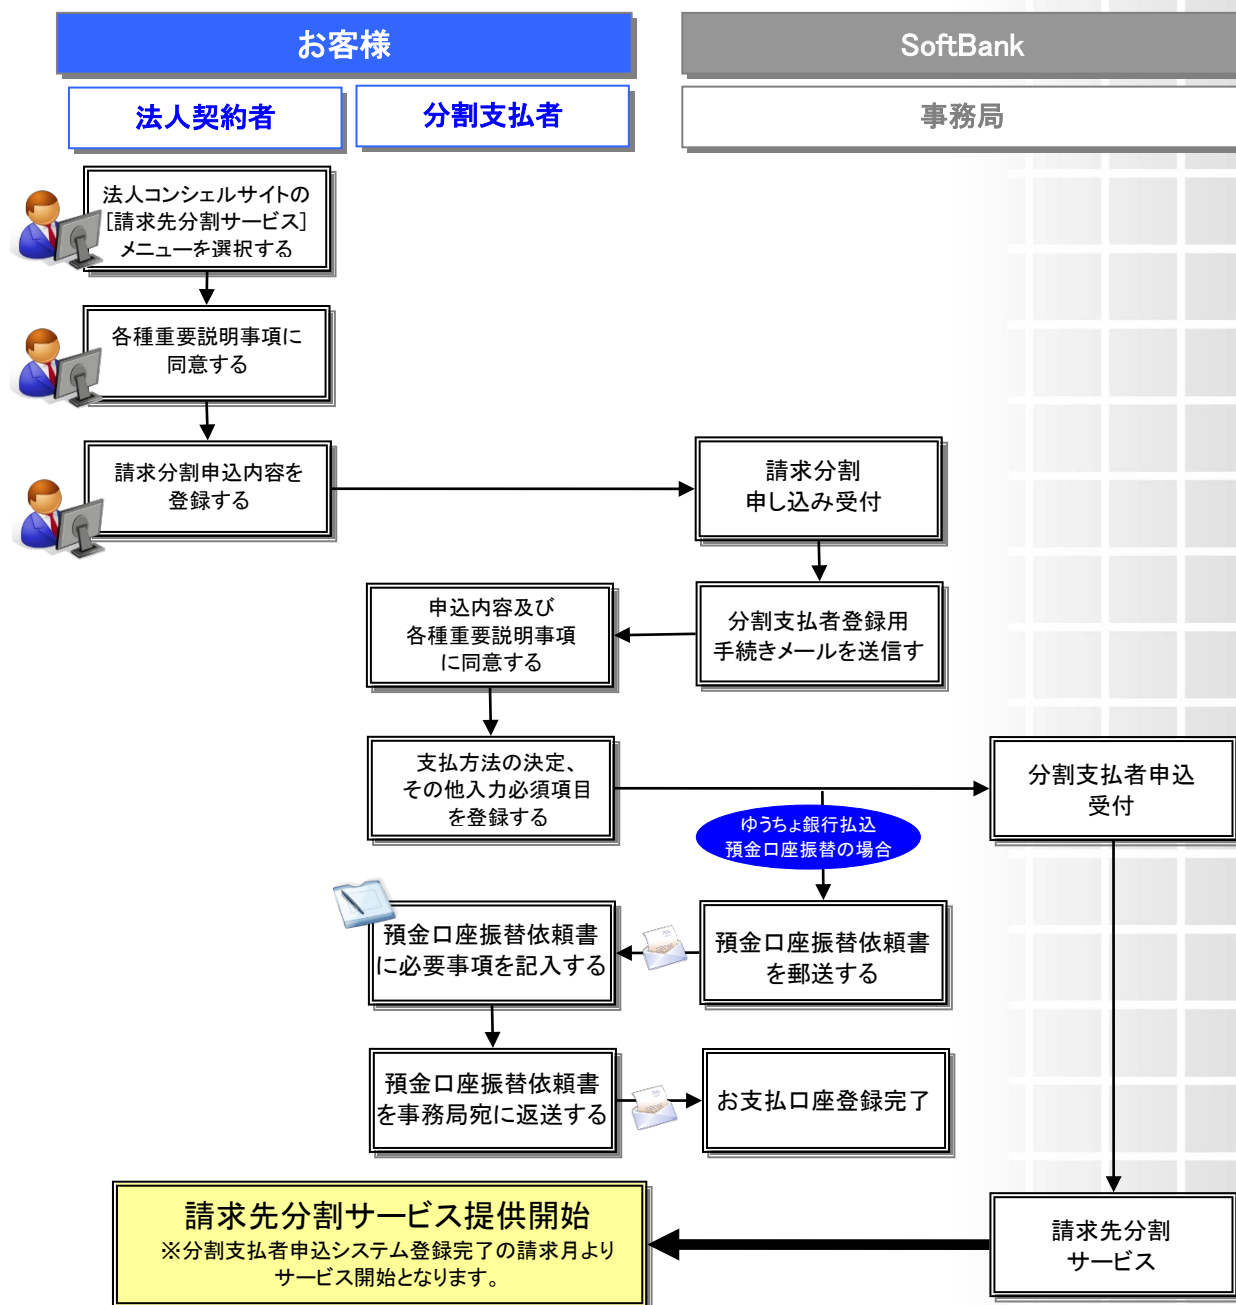 お客様
SoftBank
法人契約者
分割支払者
事務局
法人コンシェルサイトの
[請求先分割サービス]
メニューを選択する
各種重要説明事項に
同意する
請求分割申込内容を
登録する
請求分割
申し込み受付
申込内容及び
各種重要説明事項
に同意する
分割支払者登録用
手続きメールを送信す
支払方法の決定、
その他入力必須項目
を登録する
分割支払者申込
受付
ゆうちょ銀行払込
預金口座振替の場合
預金口座振替依頼書
に必要事項を記入する
預金口座振替依頼書
を郵送する
預金口座振替依頼書
を事務局宛に返送する
お支払口座登録完了
請求先分割サービス提供開始
※分割支払者申込システム登録完了の請求月より
サービス開始となります。
請求先分割
サービス